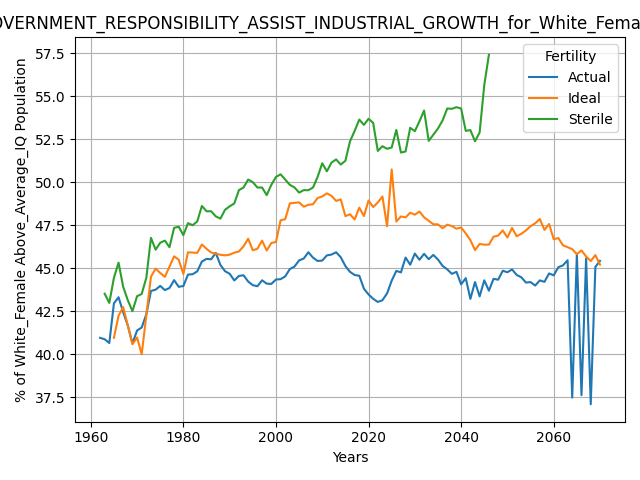 OVERNMENT_RESPONSIBILITY_ASSIST_INDUSTRIAL_GROWTH_for_White_Fema
57.5
55.0
52.5
50.0
47.5
45.0
42.5
40.0
37.5
% of White_Female Above_Average_IQ Population
Fertility
Actual
Ideal
Sterile
1960 1980 2000 2020 2040 2060
Years